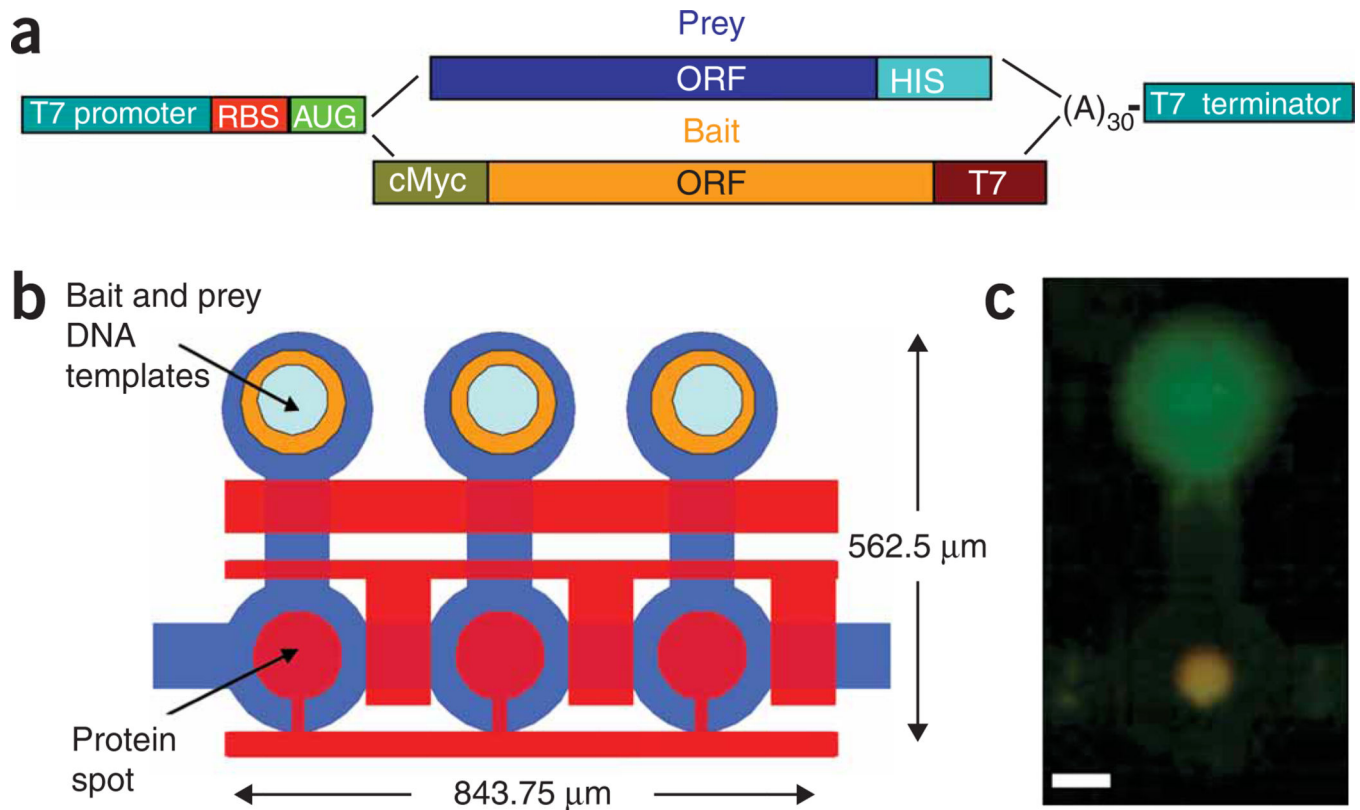 a
Prey
ORF HIS
T7 promoter RBS AUG
(A)30- T7 terminator
Bait
cMyc ORF T7
b
Bait and prey
DNA
templates
562.5 μm
Protein
spot
843.75 μm
c